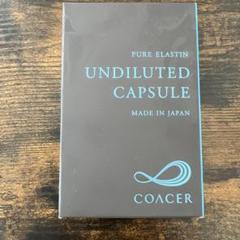 PURE ELASTIN
UNDILUTED
CAPSULE
MADE IN JAPAN
COACER